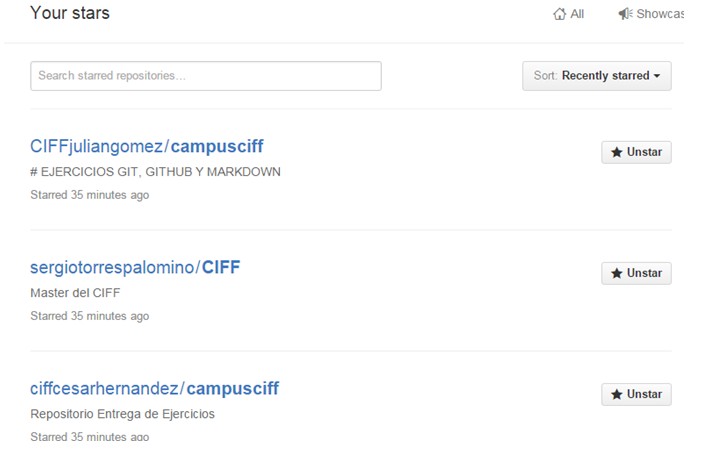 Your stars
All
Showcas
Search starred repositories...
Sort: Recently starred
CIFFjuliangomez/campusciff
Unstar
# EJERCICIOS GIT, GITHUB Y MARKDOWN
Starred 35 minutes ago
sergiotorrespalomino/CIFF
Unstar
Master del CIFF
Starred 35 minutes ago
ciffcesarhernandez/campusciff
Unstar
Repositorio Entrega de Ejercicios
Starred 35 minutes ago